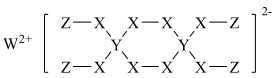 Z—X X—X X—Z 2-
W2+ Y Y
Z—X X—X X—Z